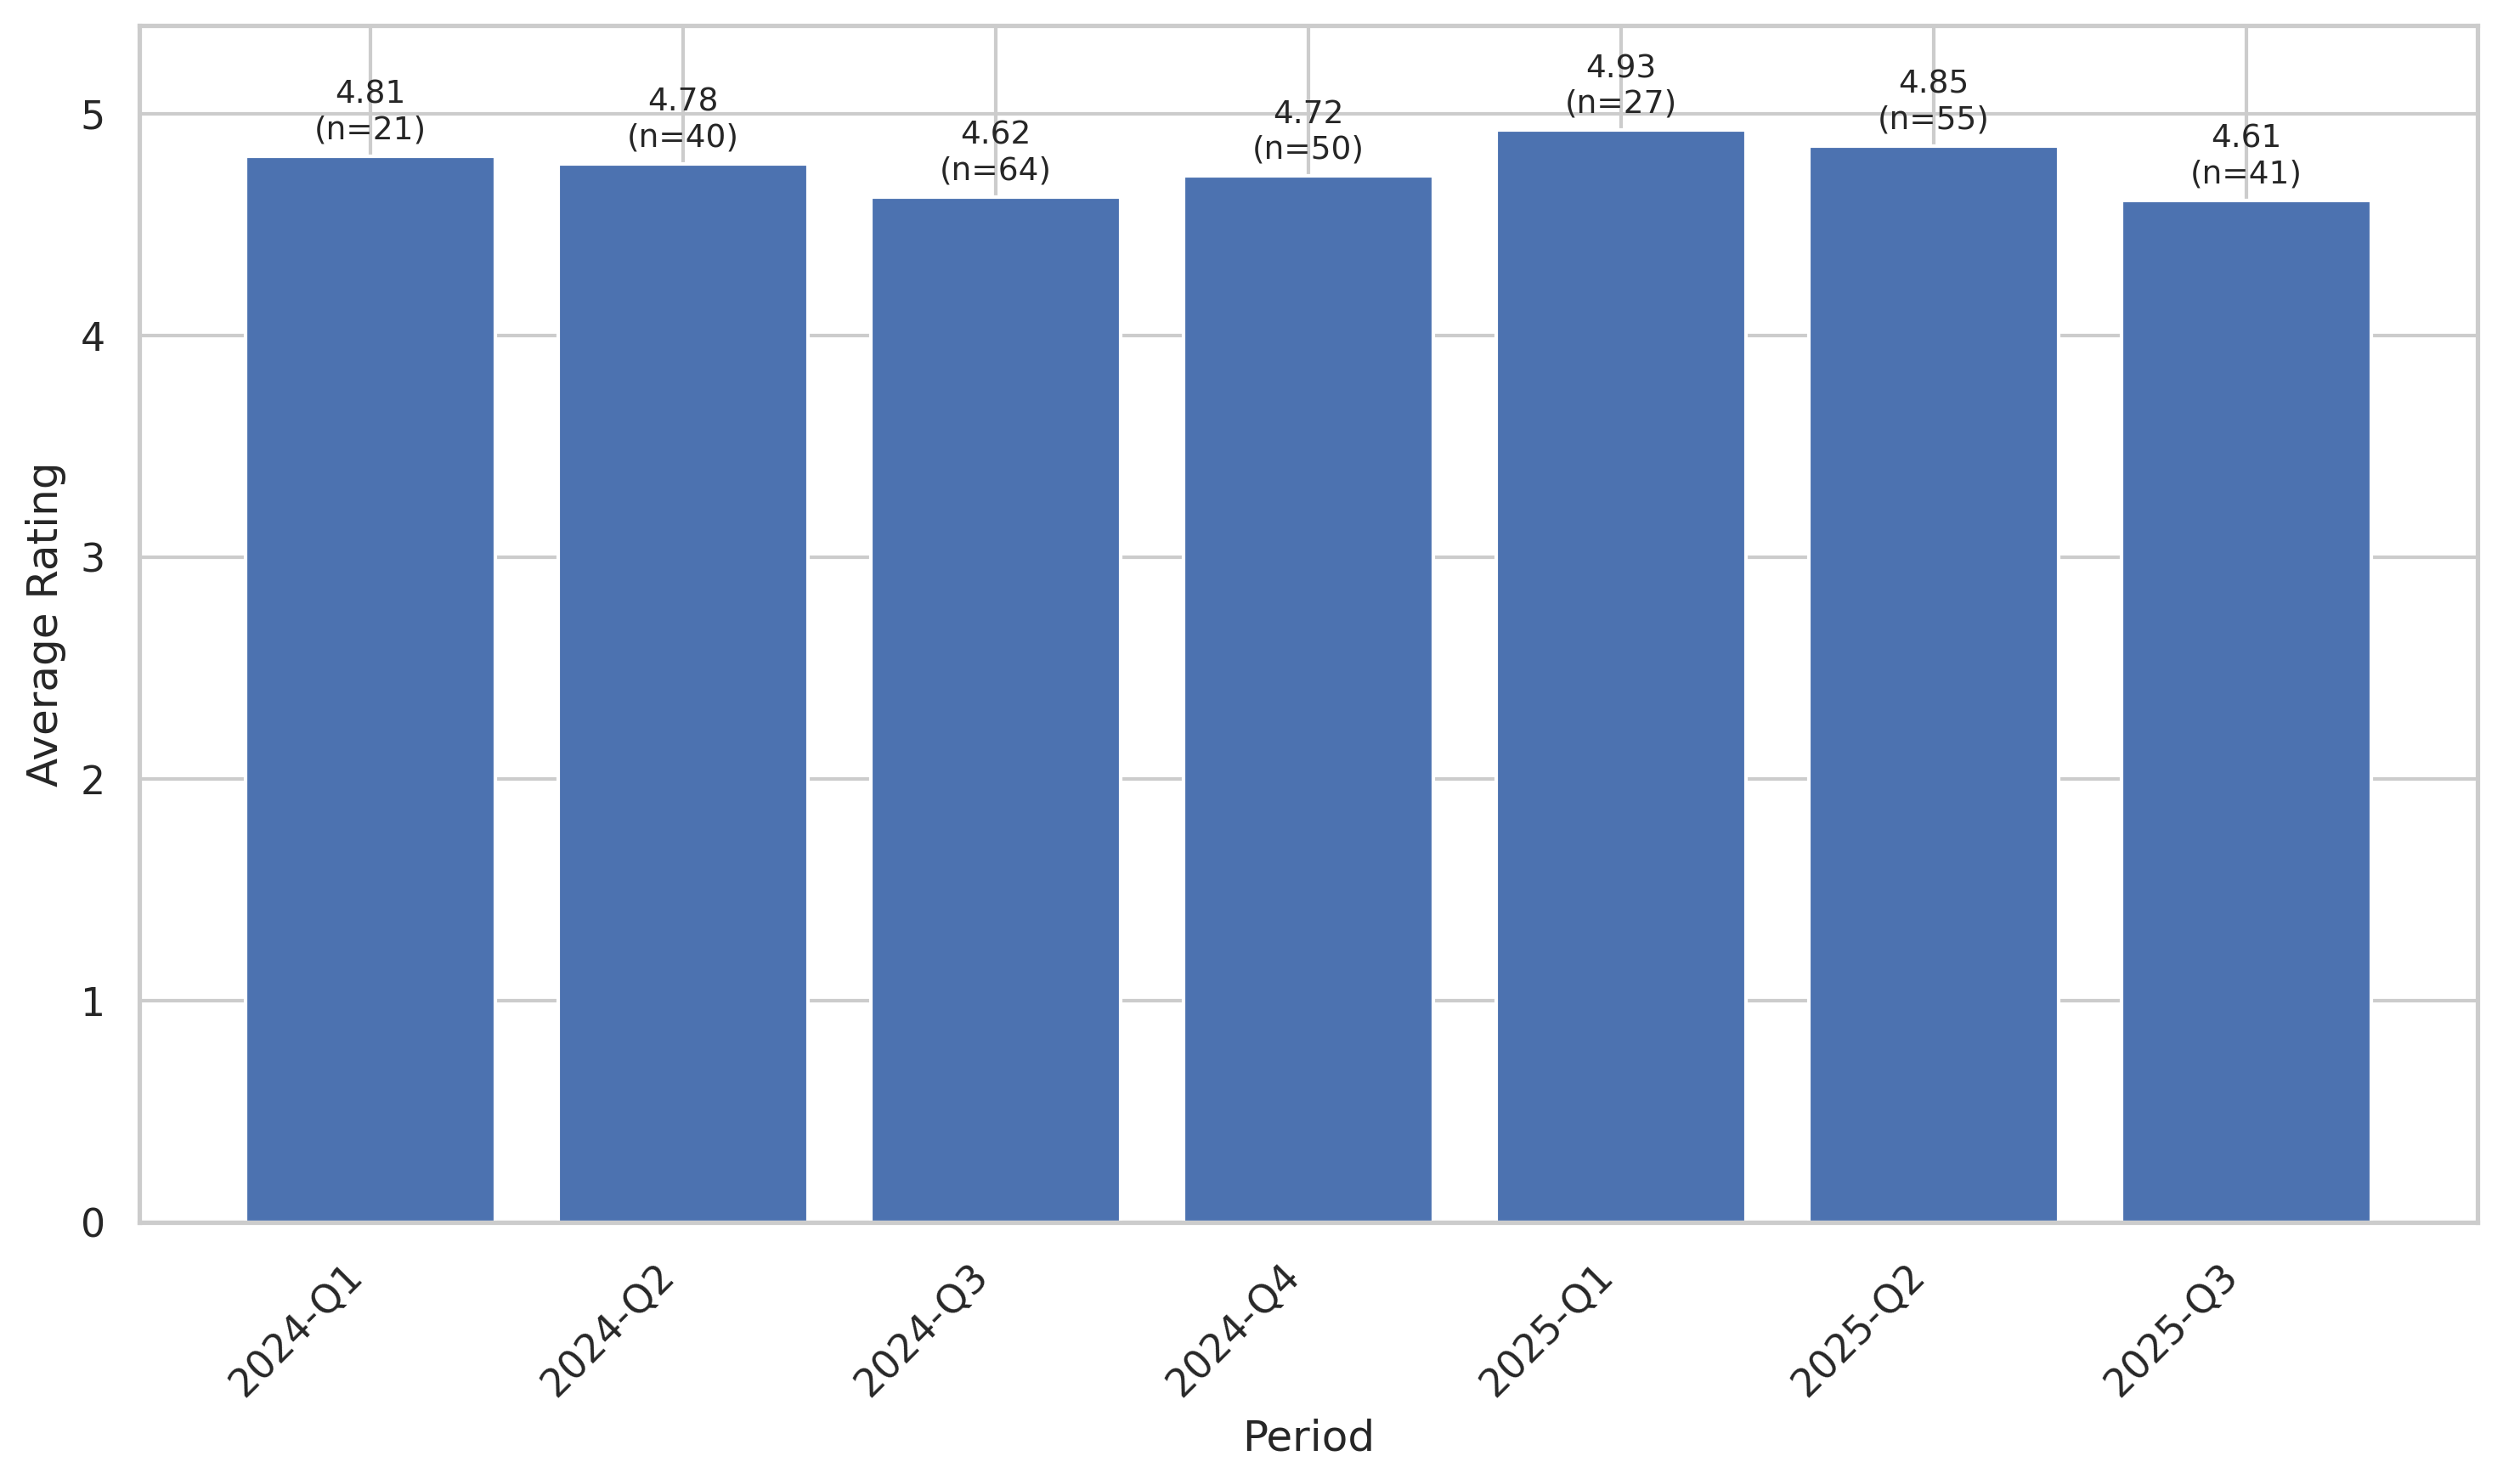 4.81
(n=21)
4.78
(n=40)
4.62
(n=64)
4.72
(n=50)
4.93
(n=27)
4.85
(n=55)
4.61
(n=41)
5
4
3
2
1
0
Average Rating
2024-Q1
2024-Q2
2024-Q3
2024-Q4
2025-Q1
2025-Q2
2025-Q3
Period